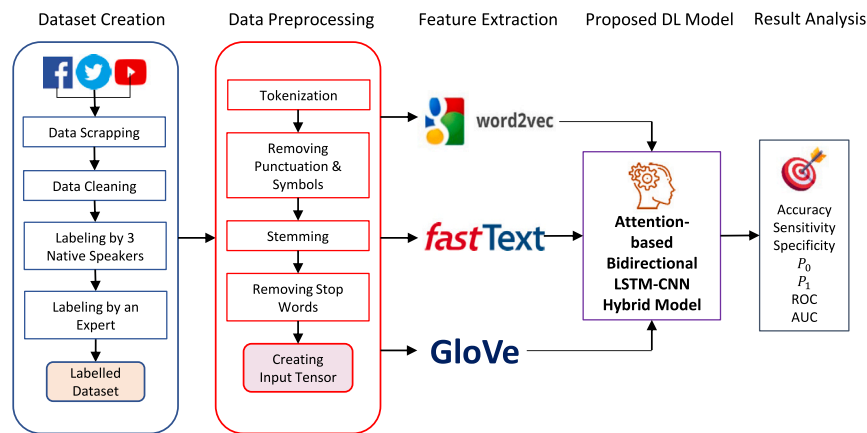 Dataset Creation
Data Preprocessing
Feature Extraction
Proposed DL Model
Result Analysis
Data Scrapping
Data Cleaning
Labeling by 3
Native Speakers
Labeling by an
Expert
Labelled
Dataset
Tokenization
Removing
Punctuation &
Symbols
Stemming
Removing Stop
Words
Creating
Input Tensor
word2vec
fastText
GloVe
Attention-
based
Bidirectional
LSTM-CNN
Hybrid Model
Accuracy
Sensitivity
Specificity
P₀
P₁
ROC
AUC